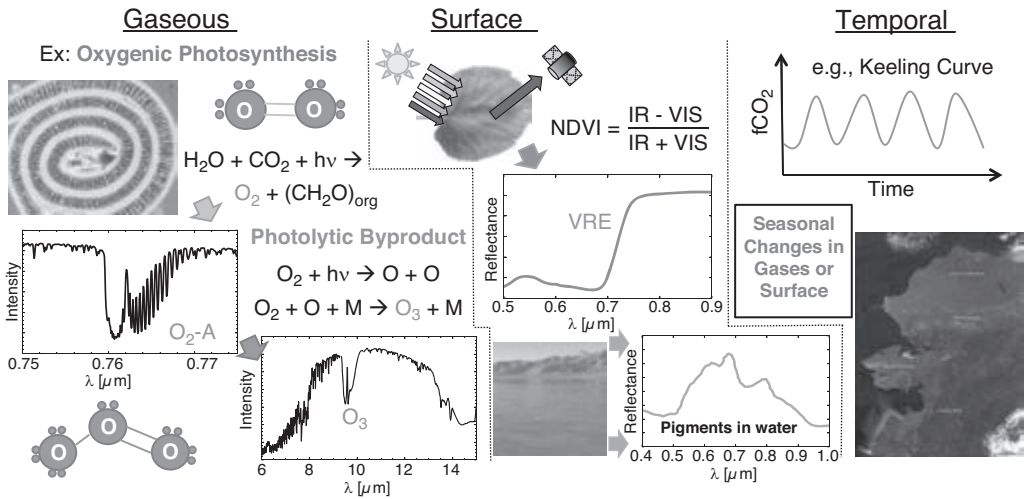 Gaseous
Ex: Oxygenic Photosynthesis
O O
H₂O + CO₂ + hν →
O₂ + (CH₂O)org
Photolytic Byproduct
O₂ + hν → O + O
O₂ + O + M → O₃ + M
Intensity
O₂-A
0.75 0.76 0.77
λ [µm]
O O O
Intensity
O₃
6 8 10 12 14
λ [µm]
Surface
NDVI = IR - VIS
IR + VIS
Reflectance
VRE
0.5 0.6 0.7 0.8 0.9
λ [µm]
Reflectance
Pigments in water
0.4 0.5 0.6 0.7 0.8 0.9 1.0
λ [µm]
Temporal
e.g., Keeling Curve
fCO₂
Time
Seasonal
Changes in
Gases or
Surface